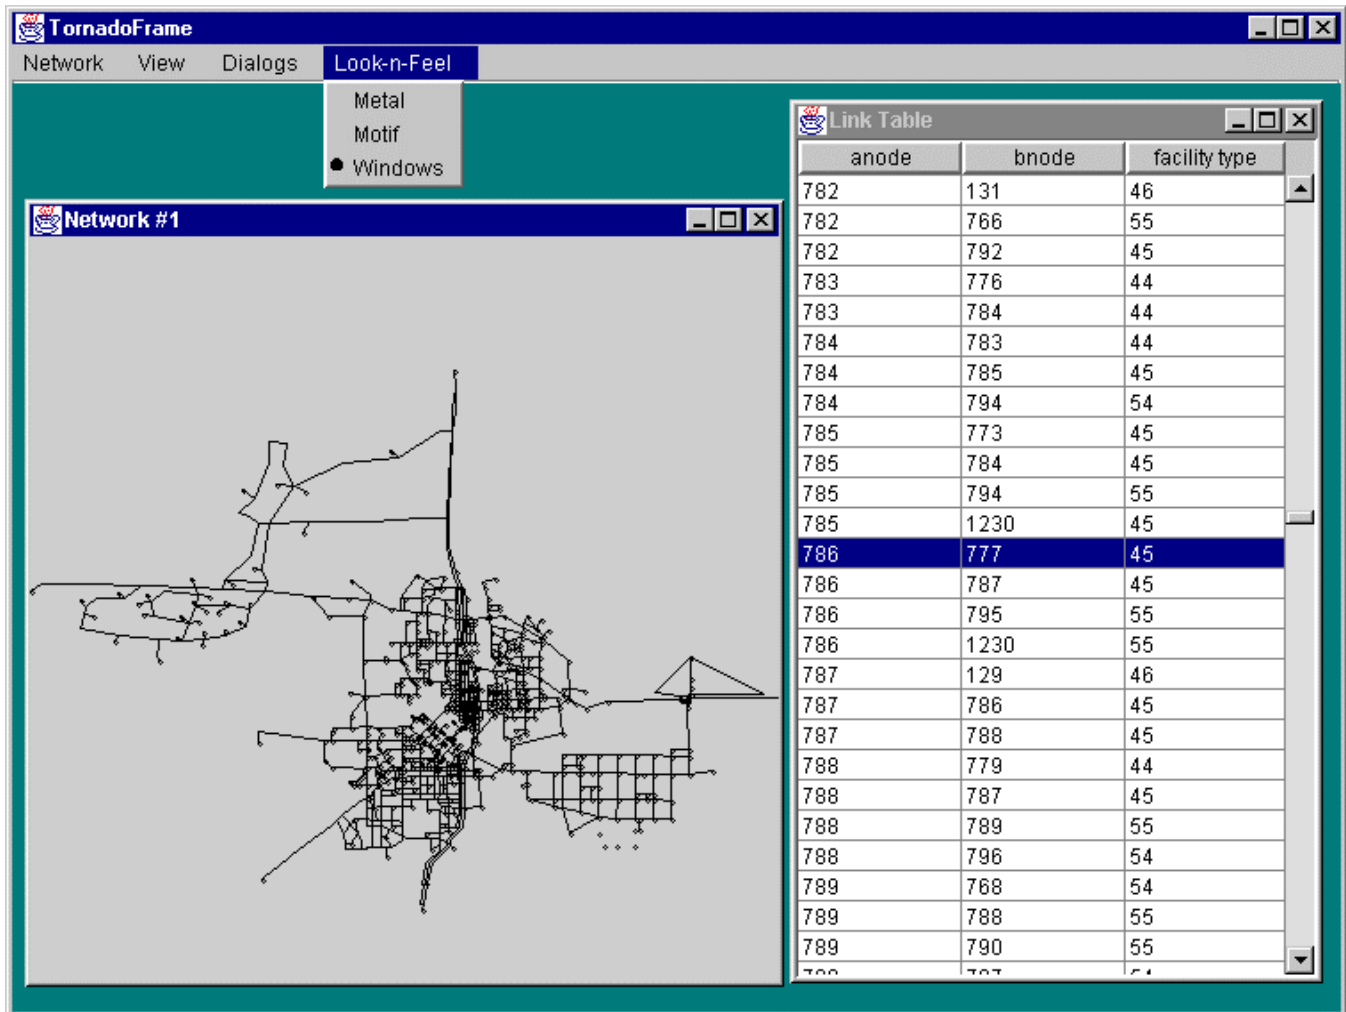 TornadoFrame
Network View Dialogs Look-n-Feel
Metal
Motif
Windows
Network #1
Link Table
anode bnode facility type
782 131 46
782 766 55
782 792 45
783 776 44
783 784 44
784 783 44
784 785 45
784 794 54
785 773 45
785 784 45
785 794 55
785 1230 45
786 777 45
786 787 45
786 795 55
786 1230 55
787 129 46
787 786 45
787 788 45
788 779 44
788 787 45
788 789 55
788 796 54
789 768 54
789 788 55
789 790 55